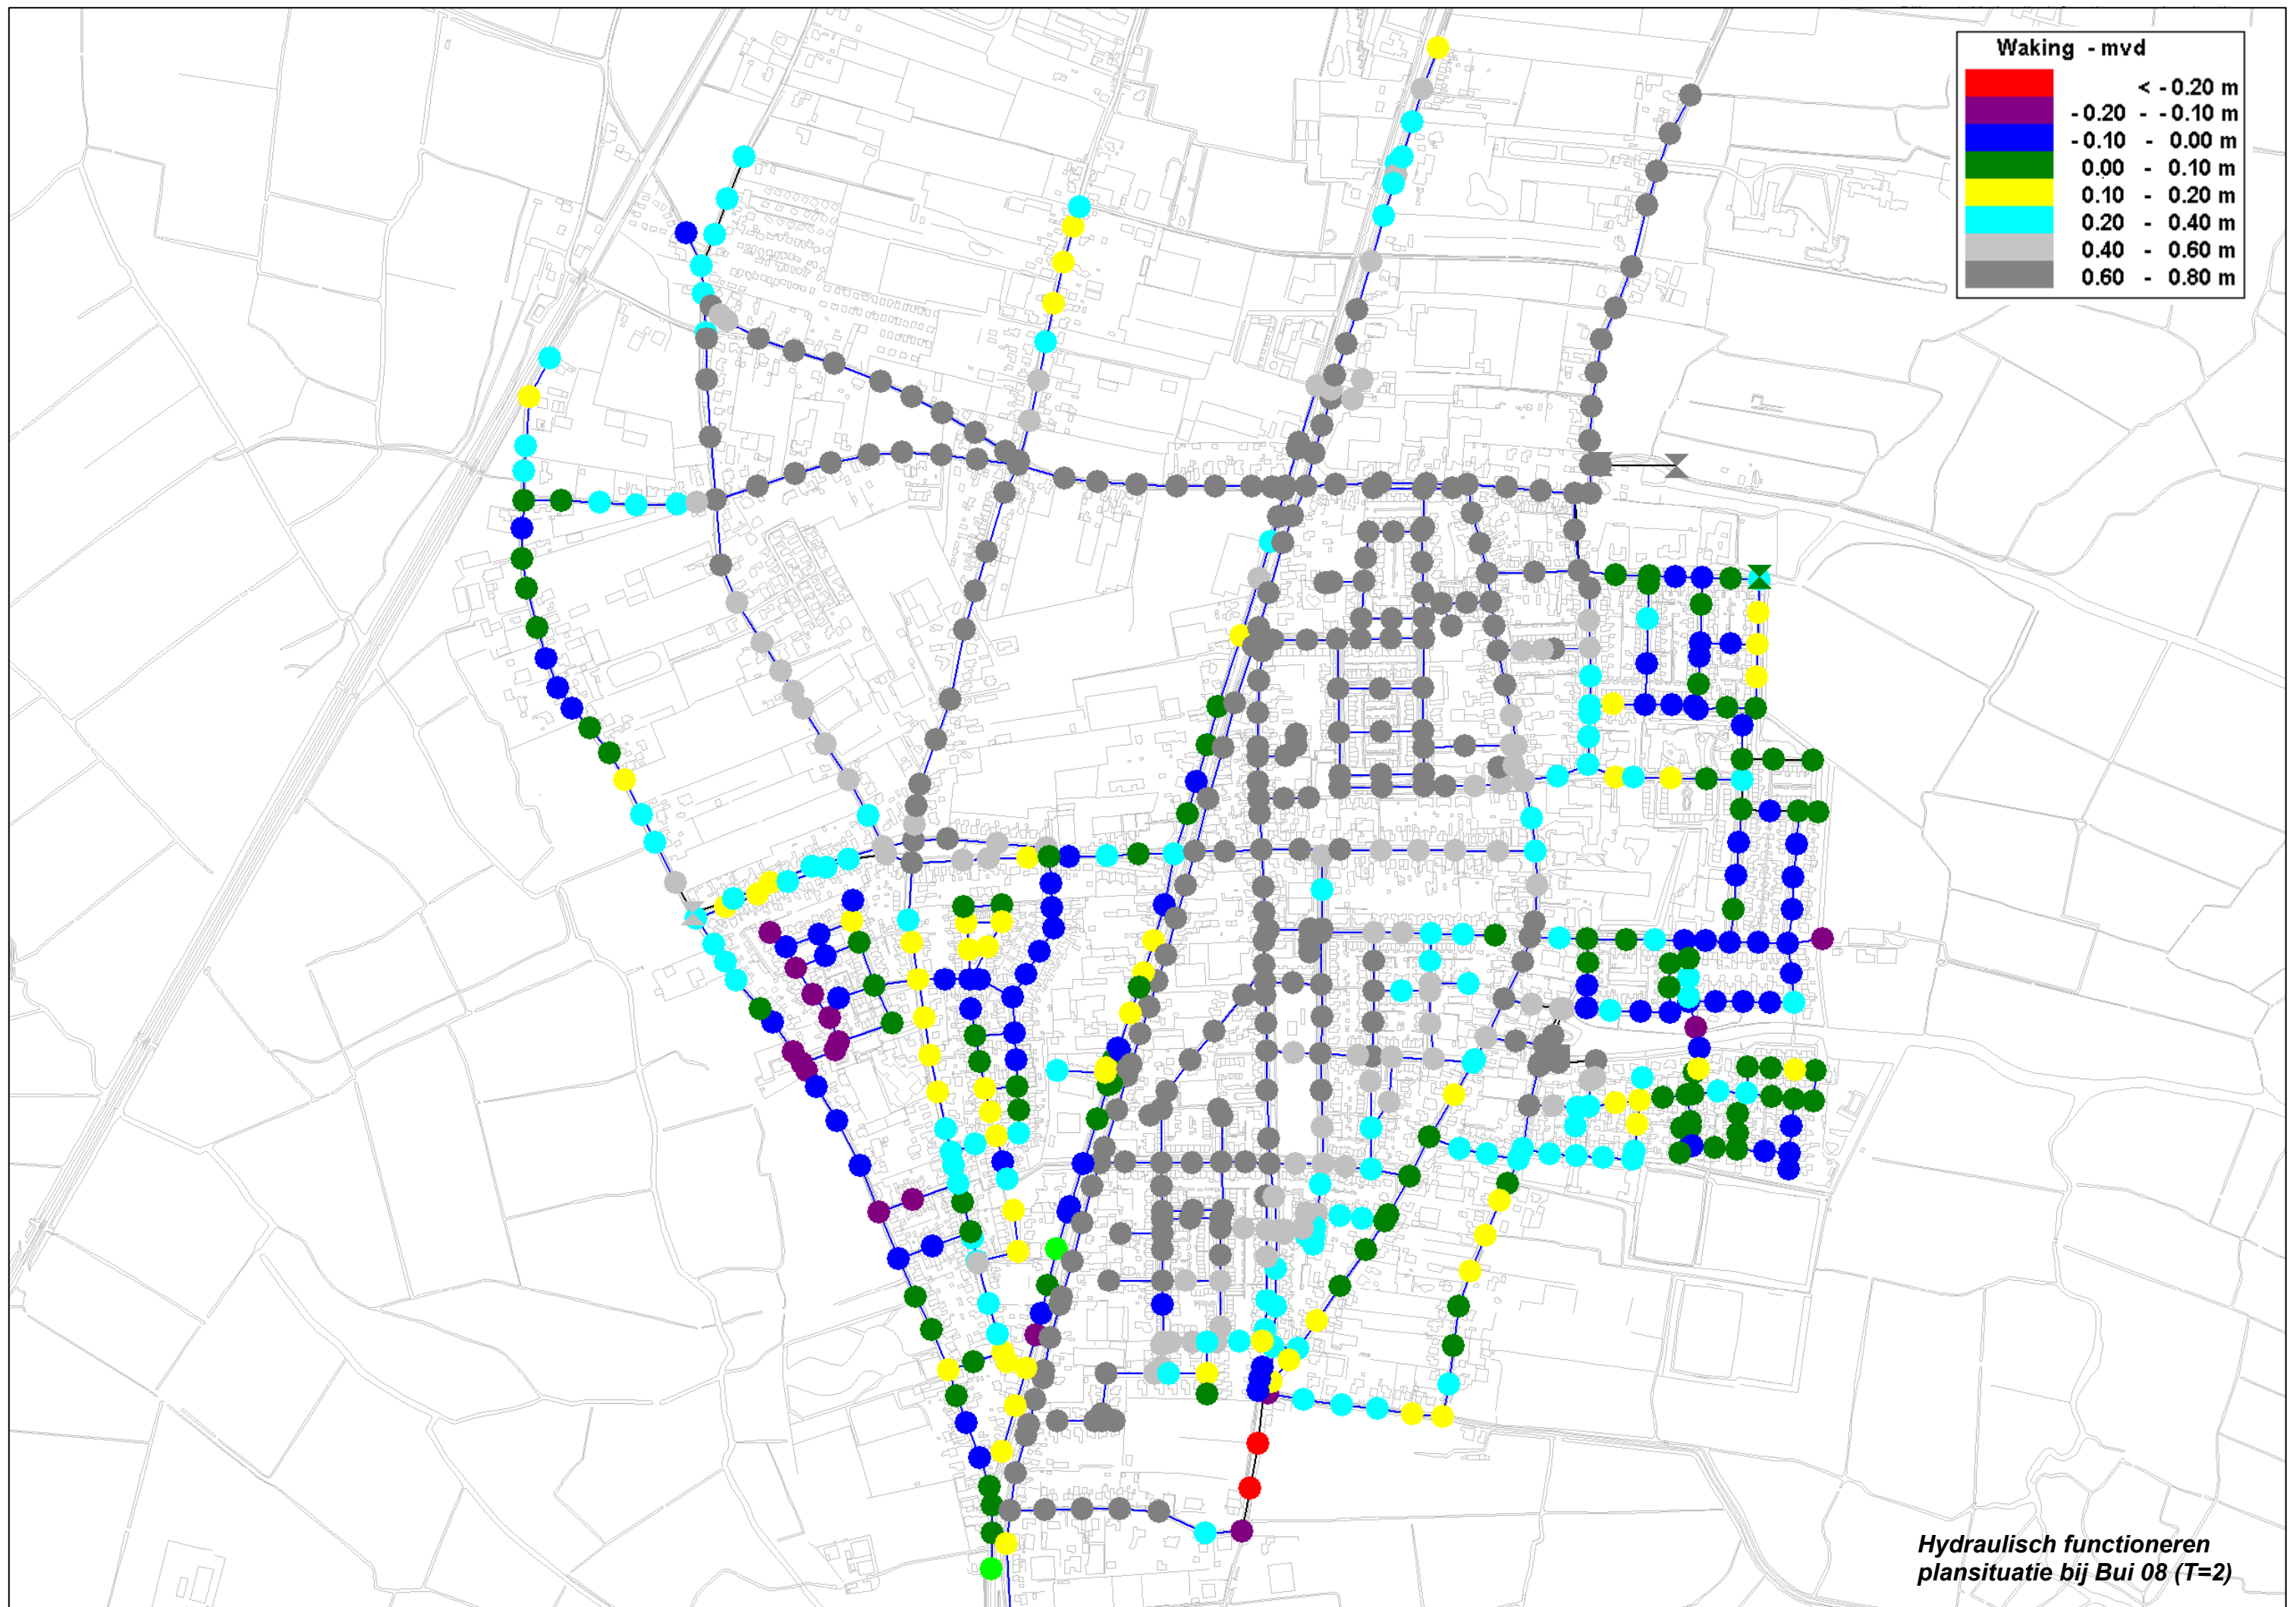 Waking - mvd
< - 0.20 m
- 0.20 - - 0.10 m
- 0.10 - 0.00 m
0.00 - 0.10 m
0.10 - 0.20 m
0.20 - 0.40 m
0.40 - 0.60 m
0.60 - 0.80 m
Hydraulisch functioneren
plansituatie bij Bui 08 (T=2)